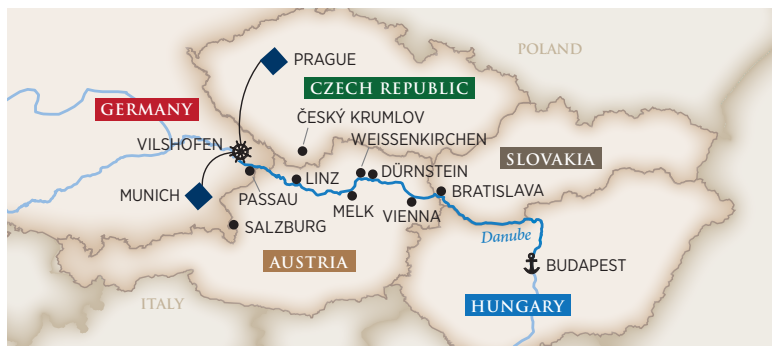 POLAND
PRAGUE
CZECH REPUBLIC
GERMANY
ČESKÝ KRUMLOV
WEISSENKIRCHEN
VILSHOFEN
SLOVAKIA
DÜRNSTEIN
LINZ
BRATISLAVA
MUNICH
PASSAU
MELK
VIENNA
SALZBURG
Danube
AUSTRIA
BUDAPEST
ITALY
HUNGARY